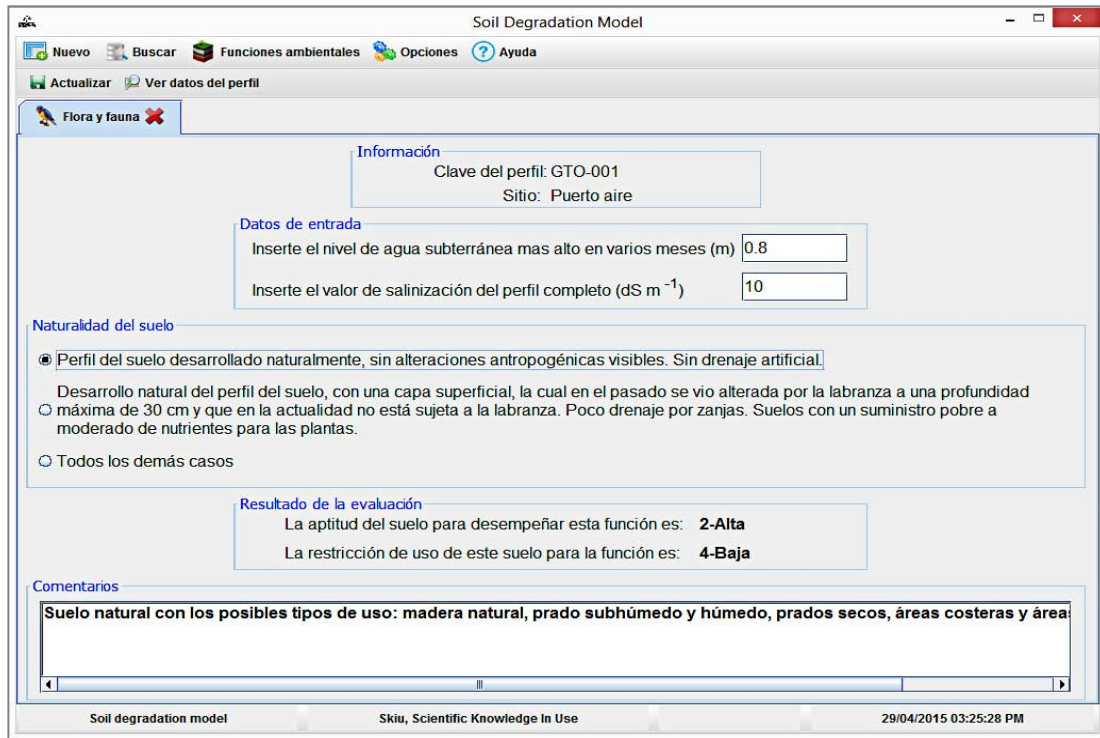 Soil Degradation Model
Nuevo Buscar Funciones ambientales Opciones ? Ayuda
Actualizar Ver datos del perfil
Flora y fauna
Información
Clave del perfil: GTO-001
Sitio: Puerto aire
Datos de entrada
Inserte el nivel de agua subterránea mas alto en varios meses (m) 0.8
Inserte el valor de salinización del perfil completo (dS m -1) 10
Naturalidad del suelo
Perfil del suelo desarrollado naturalmente, sin alteraciones antropogénicas visibles. Sin drenaje artificial.
Desarrollo natural del perfil del suelo, con una capa superficial, la cual en el pasado se vio alterada por la labranza a una profundidad
máxima de 30 cm y que en la actualidad no está sujeta a la labranza. Poco drenaje por zanjas. Suelos con un suministro pobre a
moderado de nutrientes para las plantas.
Todos los demás casos
Resultado de la evaluación
La aptitud del suelo para desempeñar esta función es: 2-Alta
La restricción de uso de este suelo para la función es: 4-Baja
Comentarios
Suelo natural con los posibles tipos de uso: madera natural, prado subhúmedo y húmedo, prados secos, áreas costeras y
Soil degradation model Skiu, Scientific Knowledge In Use 29/04/2015 03:25:28 PM